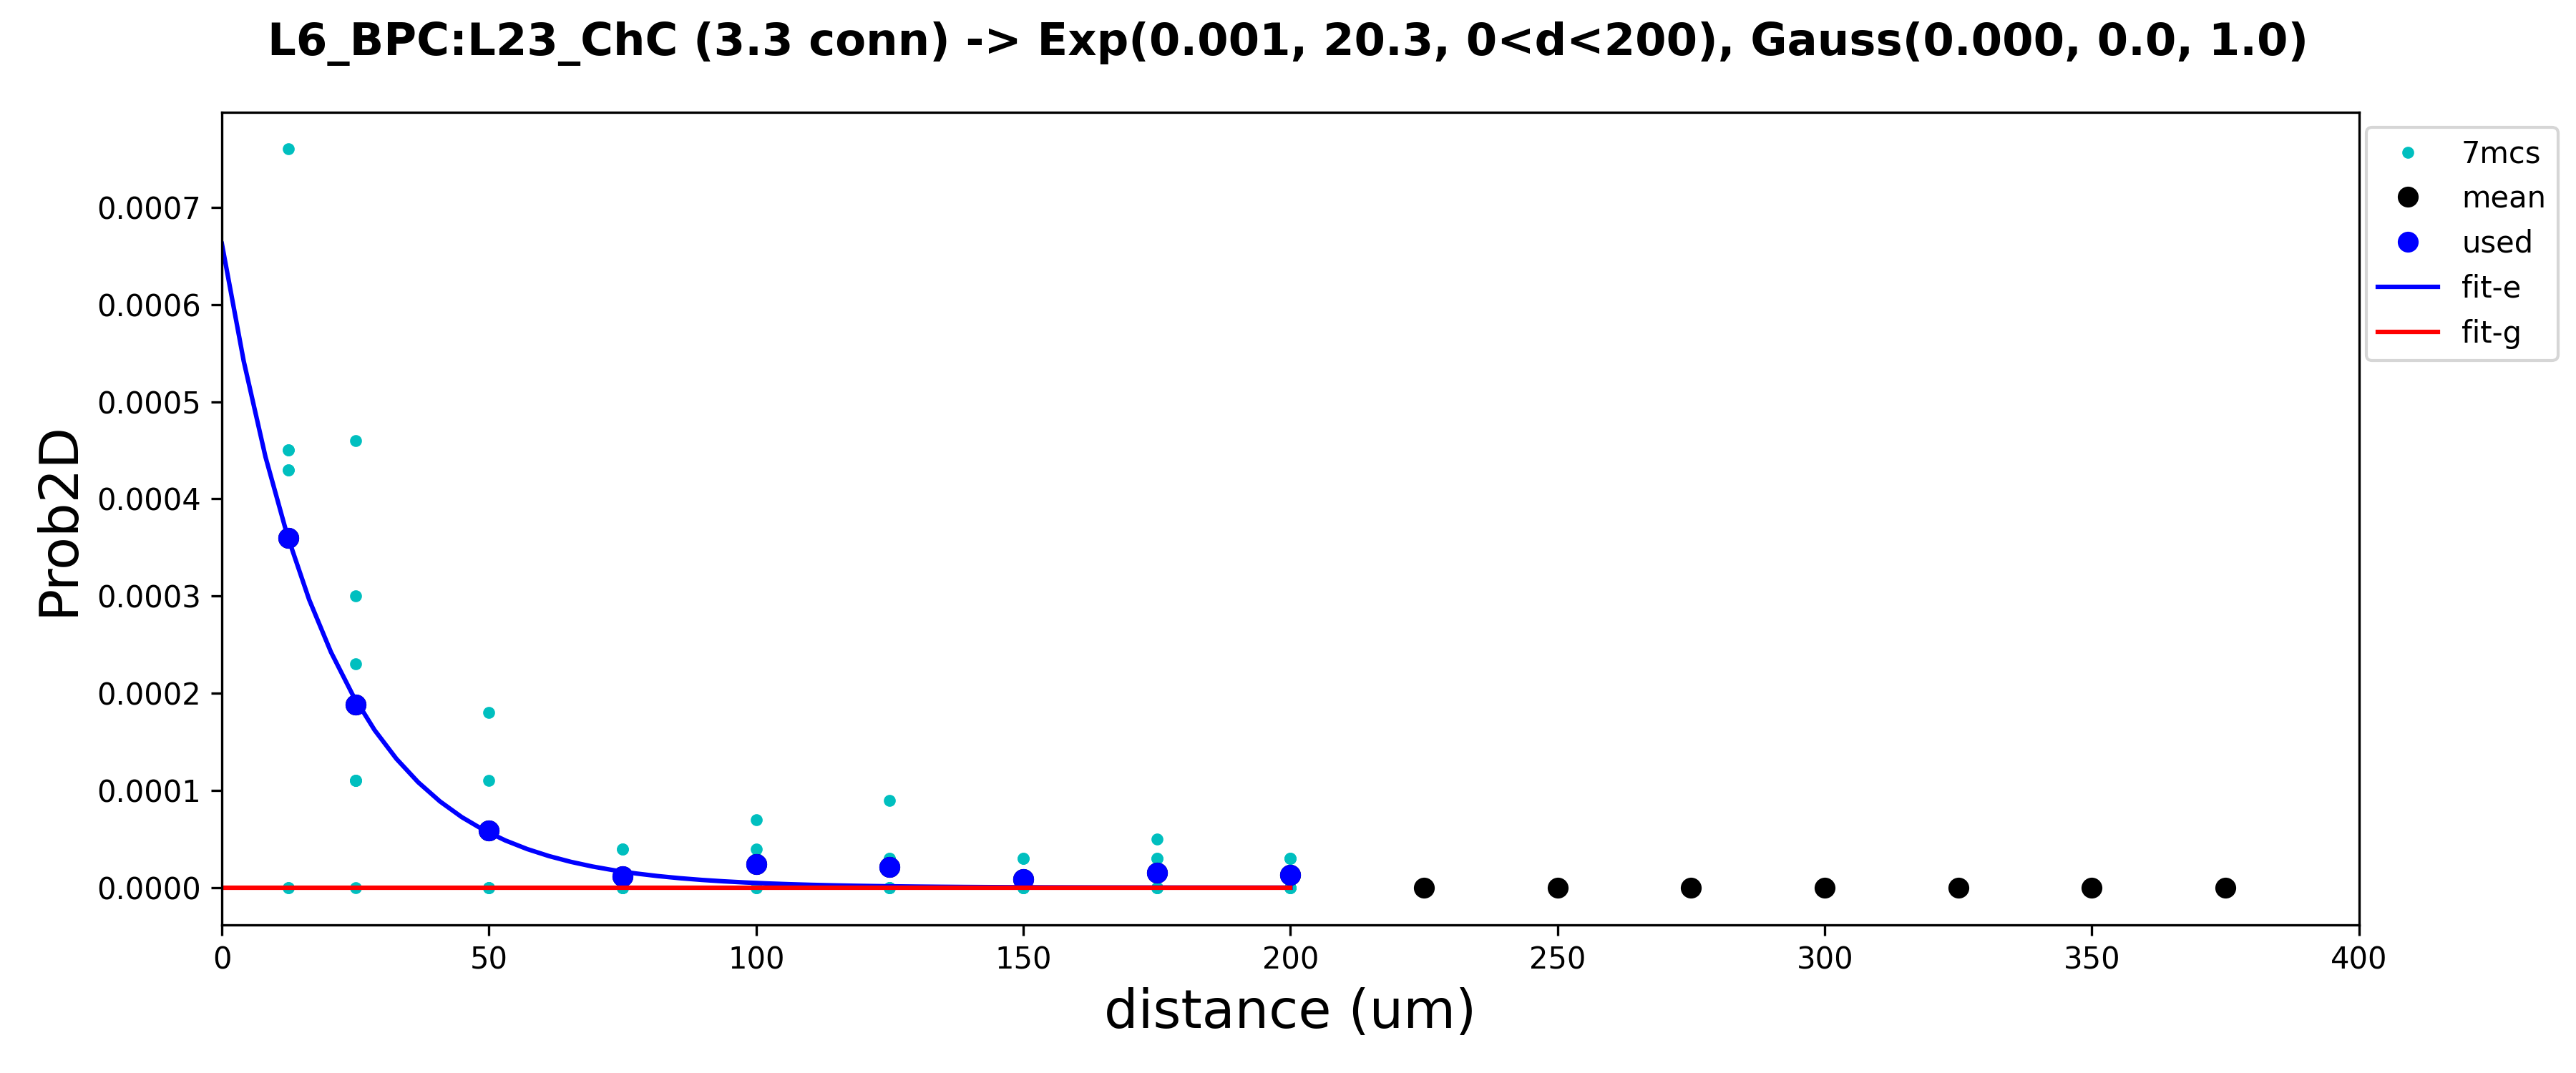 L6_BPC:L23_ChC (3.3 conn) -> Exp(0.001, 20.3, 0<d<200), Gauss(0.000, 0.0, 1.0)
7mcs
mean
used
fit-e
fit-g
Prob2D
0.0007
0.0006
0.0005
0.0004
0.0003
0.0002
0.0001
0.0000
0 50 100 150 200 250 300 350 400
distance (um)